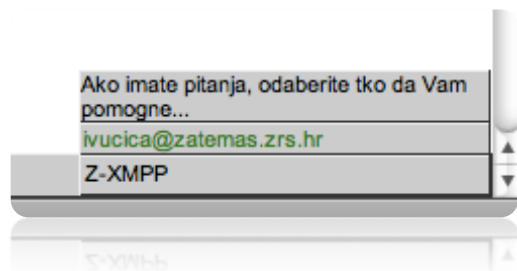 Ako imate pitanja, odaberite tko da Vam
pomogne...
ivucica@zatemas.zrs.hr
Z-XMPP